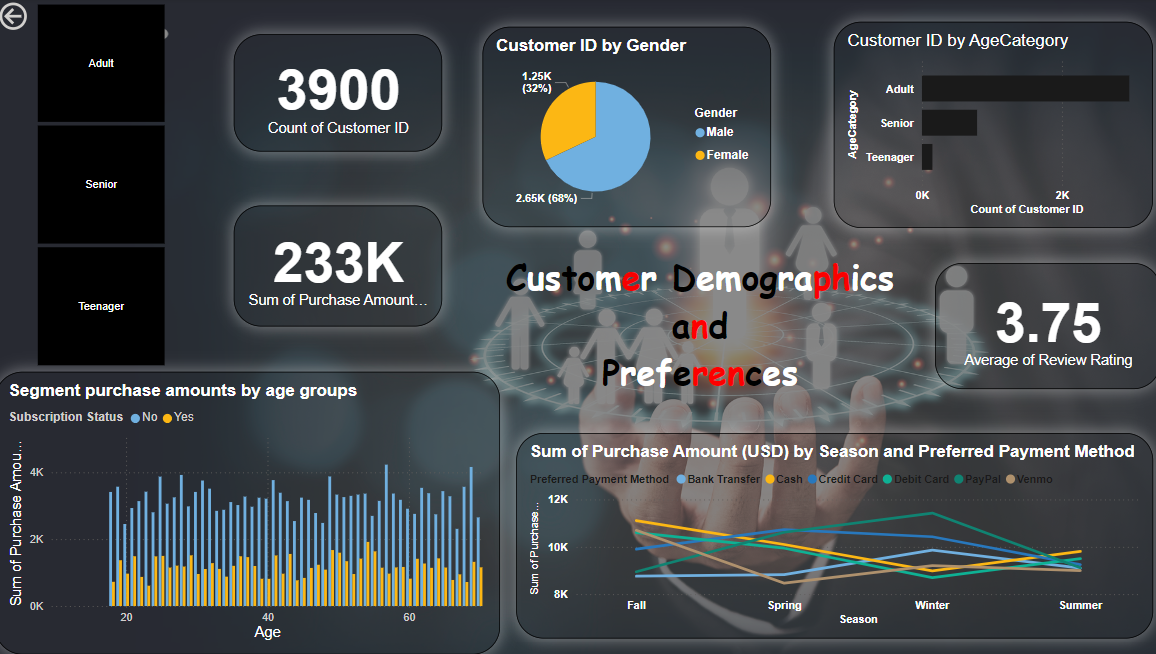 Adult
Senior
Teenager
3900
Count of Customer ID
233K
Sum of Purchase Amount...
Customer ID by Gender
1.25K
(32%)
2.65K (68%)
Gender
Male
Female
Customer ID by AgeCategory
AgeCategory
Adult
Senior
Teenager
0K
2K
Count of Customer ID
Customer Demographics
and
Preferences
3.75
Average of Review Rating
Segment purchase amounts by age groups
Subscription Status No Yes
Sum of Purchase Amou...
4K
2K
0K
20 40 60
Age
Sum of Purchase Amount (USD) by Season and Preferred Payment Method
Preferred Payment Method Bank Transfer Cash Credit Card Debit Card PayPal Venmo
Sum of Purchase...
12K
10K
8K
Fall Spring Winter Summer
Season